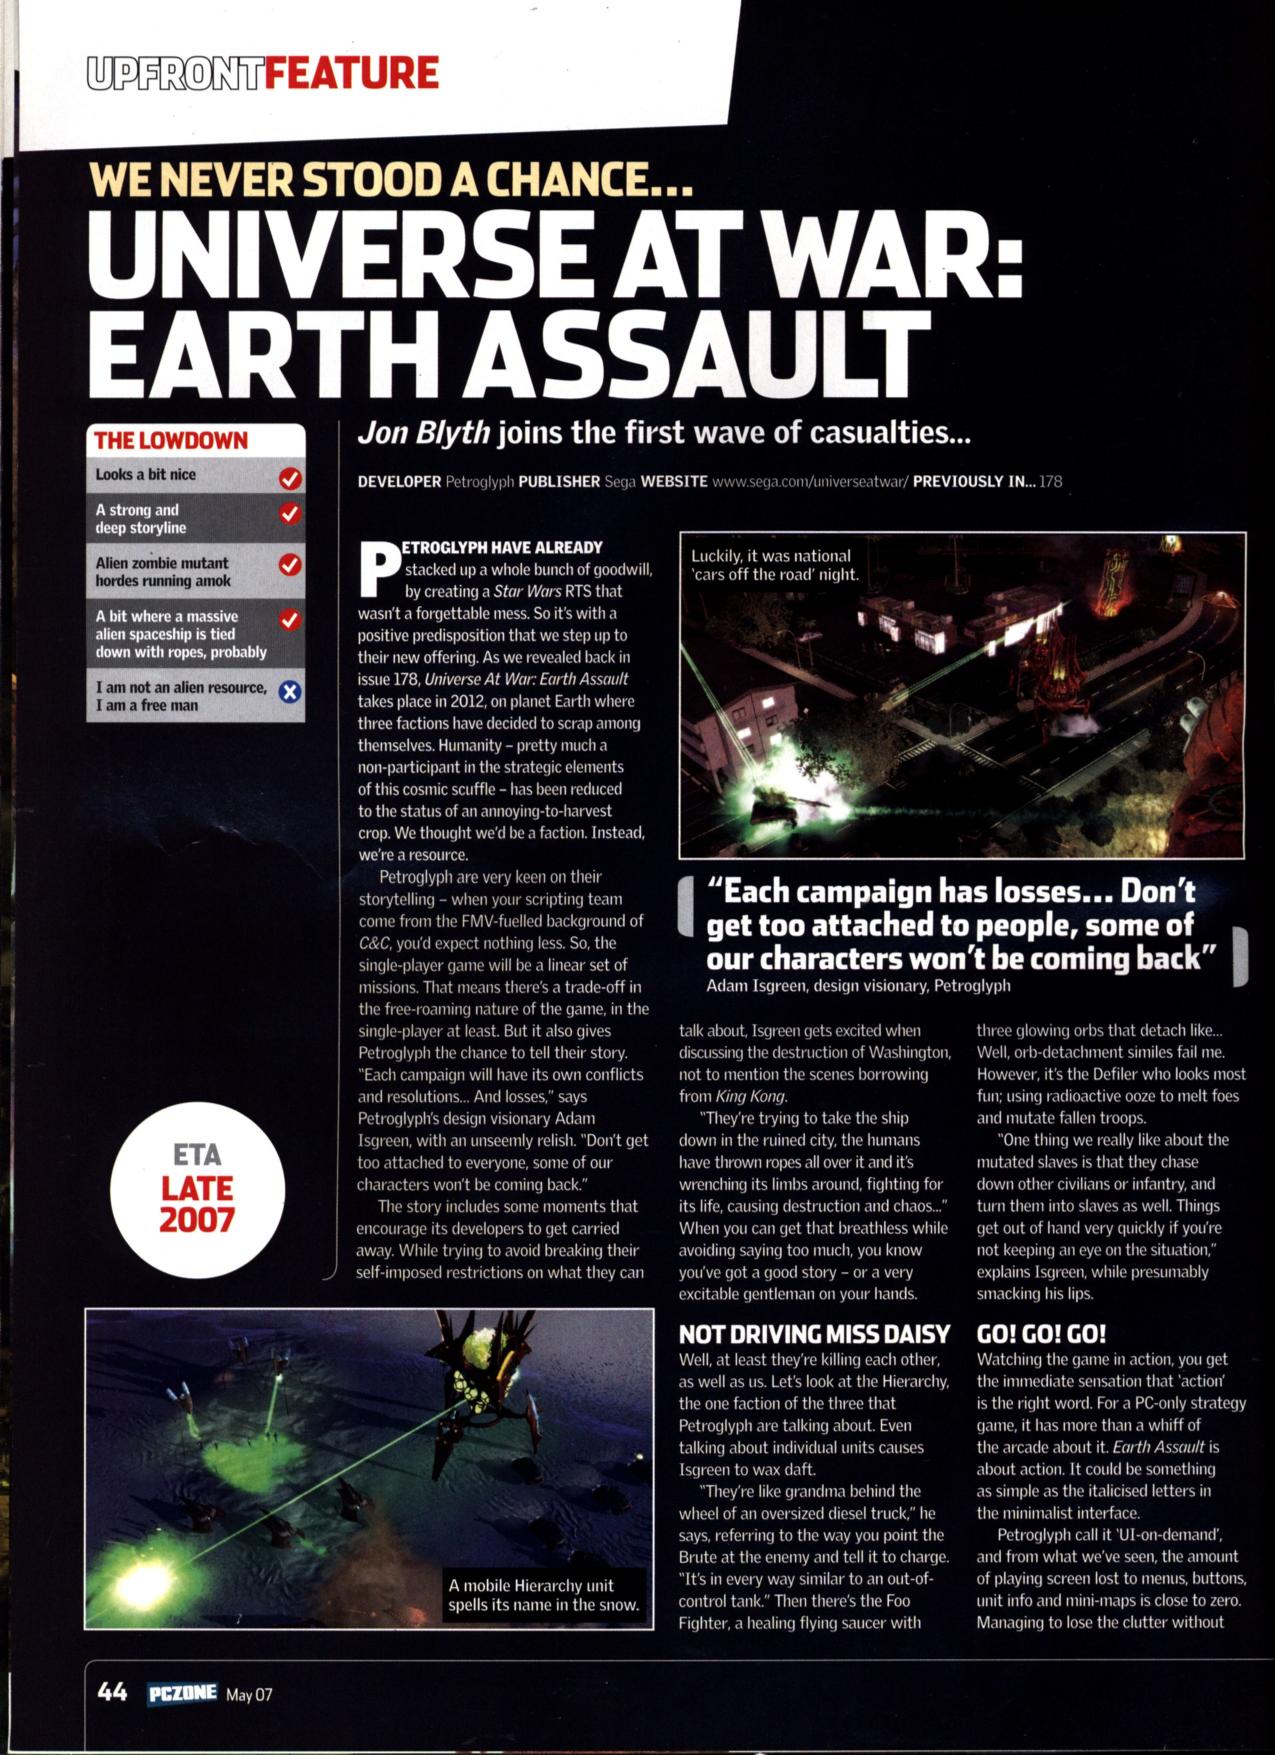 UPFRONTFEATURE
WE NEVER STOOD A CHANCE...
UNIVERSE AT WAR:
EARTH ASSAULT
Jon Blyth joins the first wave of casualties...
DEVELOPER Petroglyph PUBLISHER Sega WEBSITE www.sega.com/universeatwar/ PREVIOUSLY IN... 178
THE LOWDOWN
Looks a bit nice
A strong and
deep storyline
Alien zombie mutant
hordes running amok
A bit where a massive
alien spaceship is tied
down with ropes, probably
I am not an alien resource,
I am a free man
ETA
LATE
2007
PETROGLYPH HAVE ALREADY
stacked up a whole bunch of goodwill,
by creating a Star Wars RTS that
wasn't a forgettable mess. So it's with a
positive predisposition that we step up to
their new offering. As we revealed back in
issue 178, Universe At War: Earth Assault
takes place in 2012, on planet Earth where
three factions have decided to scrap among
themselves. Humanity – pretty much a
non-participant in the strategic elements
of this cosmic scuffle – has been reduced
to the status of an annoying-to-harvest
crop. We thought we'd be a faction. Instead,
we're a resource.
Petroglyph are very keen on their
storytelling – when your scripting team
come from the FMV-fuelled background of
C&C, you'd expect nothing less. So, the
single-player game will be a linear set of
missions. That means there's a trade-off in
the free-roaming nature of the game, in the
single-player at least. But it also gives
Petroglyph the chance to tell their story.
"Each campaign will have its own conflicts
and resolutions... And losses," says
Petroglyph's design visionary Adam
Isgreen, with an unseemly relish. "Don't get
too attached to everyone, some of our
characters won't be coming back."
The story includes some moments that
encourage its developers to get carried
away. While trying to avoid breaking their
self-imposed restrictions on what they can
Luckily, it was national
'cars off the road' night.
"Each campaign has losses... Don't
get too attached to people, some of
our characters won't be coming back"
Adam Isgreen, design visionary, Petroglyph
talk about, Isgreen gets excited when
discussing the destruction of Washington,
not to mention the scenes borrowing
from King Kong.
"They're trying to take the ship
down in the ruined city, the humans
have thrown ropes all over it and it's
wrenching its limbs around, fighting for
its life, causing destruction and chaos..."
When you can get that breathless while
avoiding saying too much, you know
you've got a good story – or a very
excitable gentleman on your hands.
NOT DRIVING MISS DAISY
Well, at least they're killing each other,
as well as us. Let's look at the Hierarchy,
the one faction of the three that
Petroglyph are talking about. Even
talking about individual units causes
Isgreen to wax daft.
"They're like grandma behind the
wheel of an oversized diesel truck," he
says, referring to the way you point the
Brute at the enemy and tell it to charge.
"It's in every way similar to an out-of-
control tank." Then there's the Foo
Fighter, a healing flying saucer with
three glowing orbs that detach like...
Well, orb-detachment similes fail me.
However, it's the Defiler who looks most
fun; using radioactive ooze to melt foes
and mutate fallen troops.
"One thing we really like about the
mutated slaves is that they chase
down other civilians or infantry, and
turn them into slaves as well. Things
get out of hand very quickly if you're
not keeping an eye on the situation,"
explains Isgreen, while presumably
smacking his lips.
GO! GO! GO!
Watching the game in action, you get
the immediate sensation that 'action'
is the right word. For a PC-only strategy
game, it has more than a whiff of
the arcade about it. Earth Assault is
about action. It could be something
as simple as the italicised letters in
the minimalist interface.
Petroglyph call it 'UI-on-demand',
and from what we've seen, the amount
of playing screen lost to menus, buttons,
unit info and mini-maps is close to zero.
Managing to lose the clutter without
A mobile Hierarchy unit
spells its name in the snow.
44 PCZONE May 07